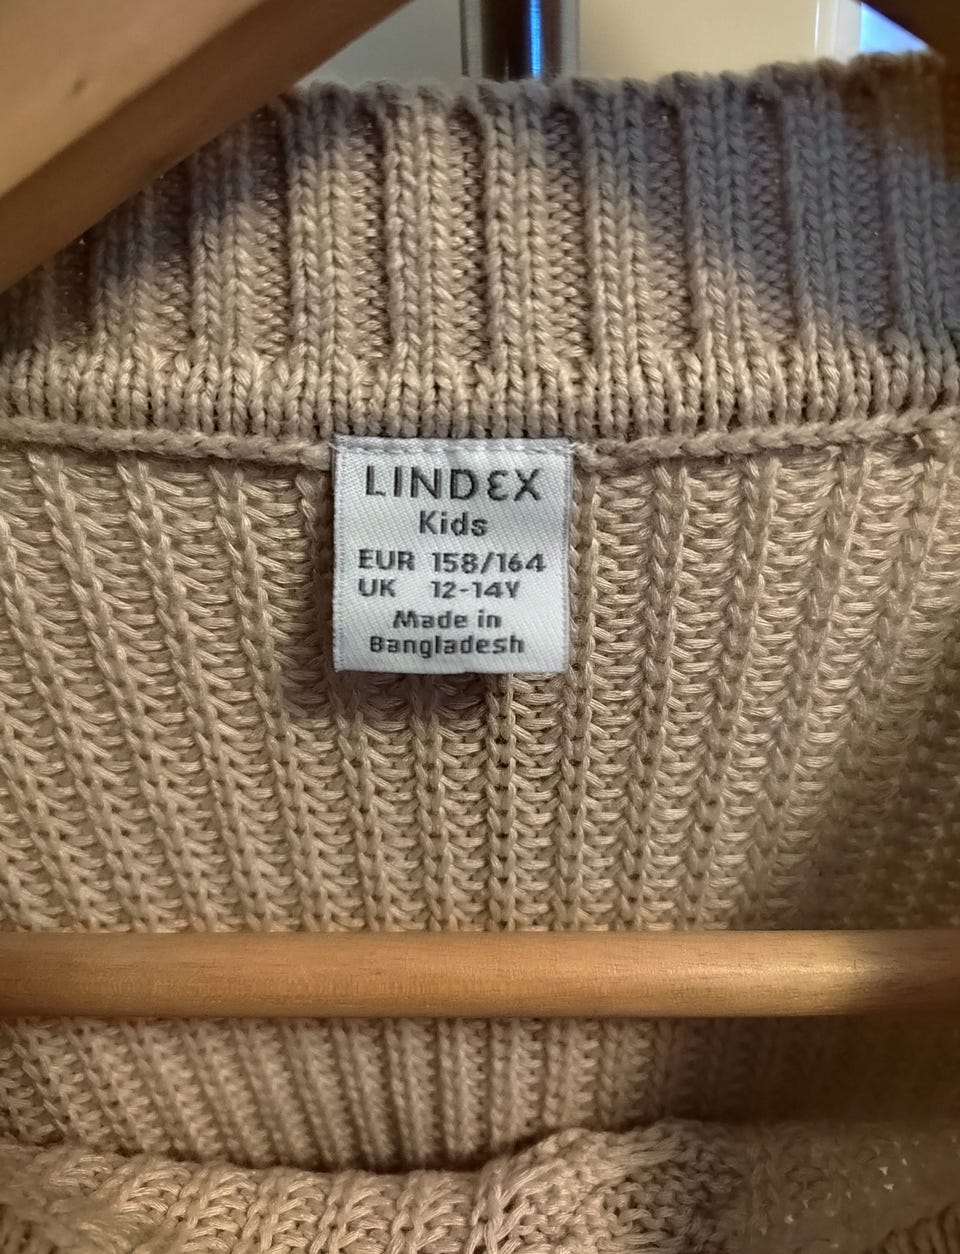 LINDEX
Kids
EUR 158/164
UK 12-14Y
Made in
Bangladesh